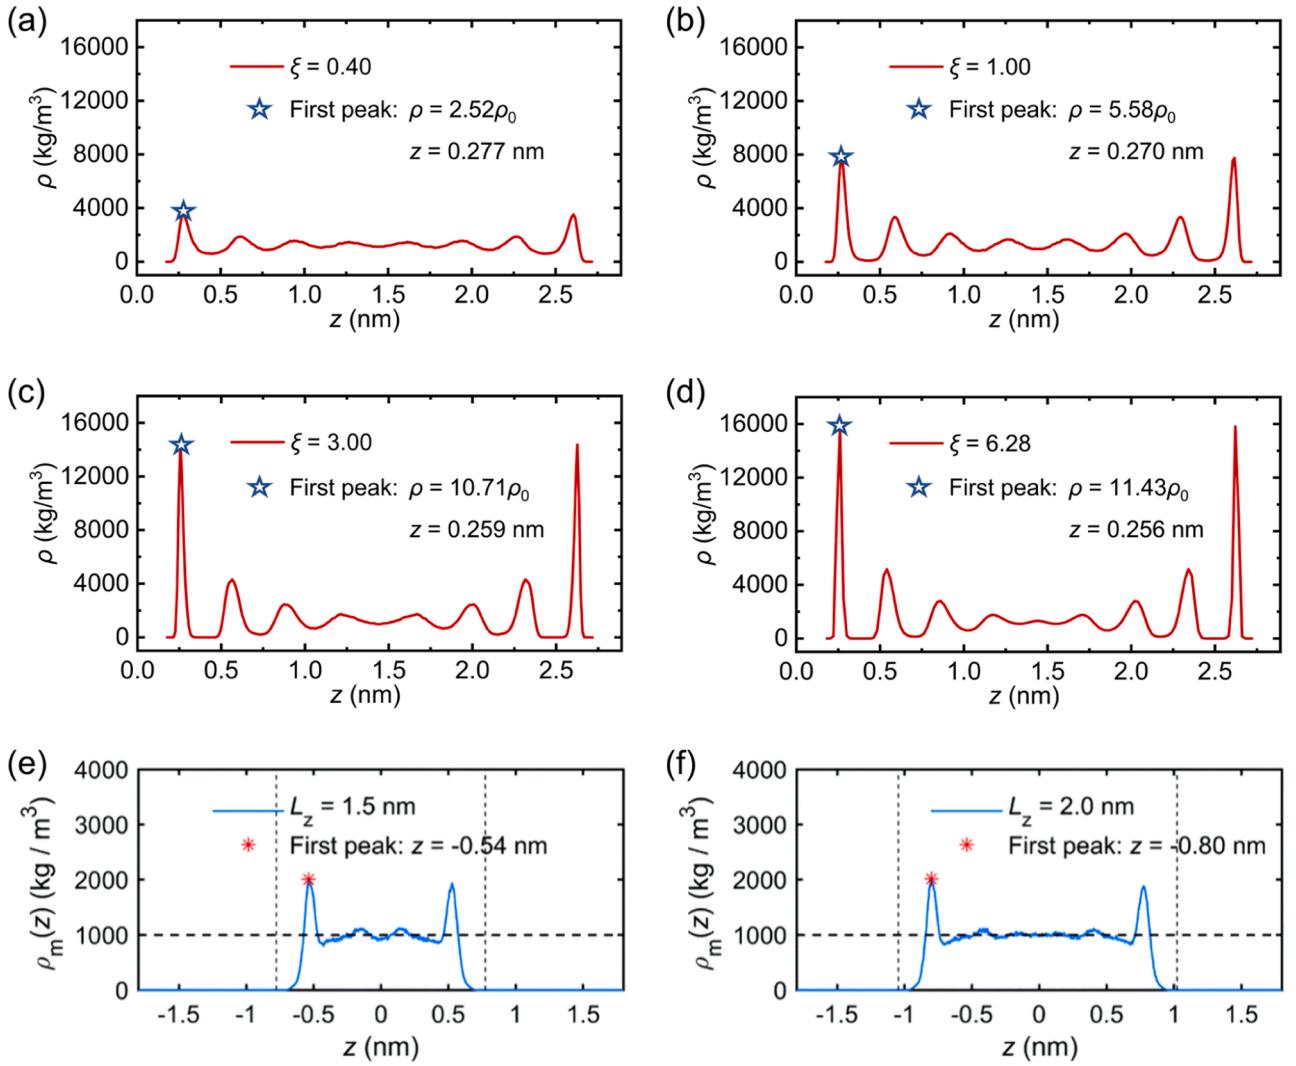 (a)
16000
12000
8000
4000
0
ρ (kg/m³)
ξ = 0.40
First peak: ρ = 2.52ρ₀
z = 0.277 nm
0.0 0.5 1.0 1.5 2.0 2.5
z (nm)
(b)
16000
12000
8000
4000
0
ρ (kg/m³)
ξ = 1.00
First peak: ρ = 5.58ρ₀
z = 0.270 nm
0.0 0.5 1.0 1.5 2.0 2.5
z (nm)
(c)
16000
12000
8000
4000
0
ρ (kg/m³)
ξ = 3.00
First peak: ρ = 10.71ρ₀
z = 0.259 nm
0.0 0.5 1.0 1.5 2.0 2.5
z (nm)
(d)
16000
12000
8000
4000
0
ρ (kg/m³)
ξ = 6.28
First peak: ρ = 11.43ρ₀
z = 0.256 nm
0.0 0.5 1.0 1.5 2.0 2.5
z (nm)
(e)
4000
3000
2000
1000
0
ρₘ(z) (kg / m³)
L_z = 1.5 nm
First peak: z = -0.54 nm
-1.5 -1 -0.5 0 0.5 1 1.5
z (nm)
(f)
4000
3000
2000
1000
0
ρₘ(z) (kg / m³)
L_z = 2.0 nm
First peak: z = -0.80 nm
-1.5 -1 -0.5 0 0.5 1 1.5
z (nm)